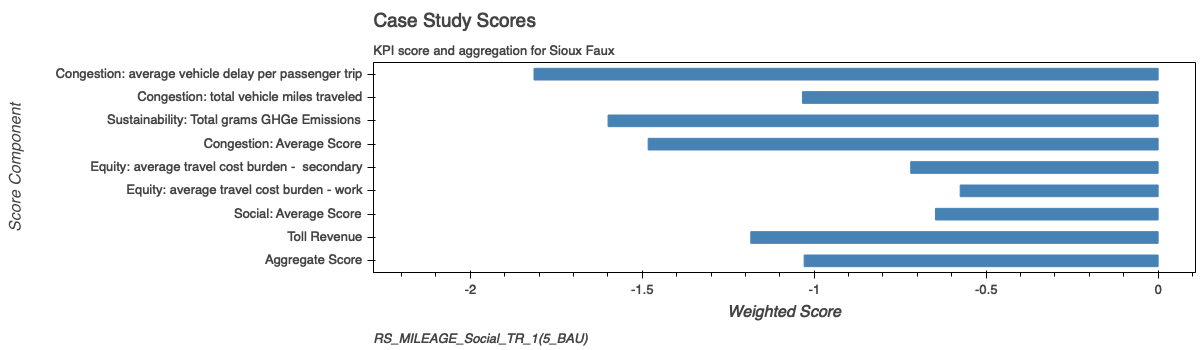 Case Study Scores
KPI score and aggregation for Sioux Faux
Score Component
Congestion: average vehicle delay per passenger trip
Congestion: total vehicle miles traveled
Sustainability: Total grams GHGe Emissions
Congestion: Average Score
Equity: average travel cost burden -  secondary
Equity: average travel cost burden - work
Social: Average Score
Toll Revenue
Aggregate Score
-2 -1.5 -1 -0.5 0
Weighted Score
RS_MILEAGE_Social_TR_1(5_BAU)